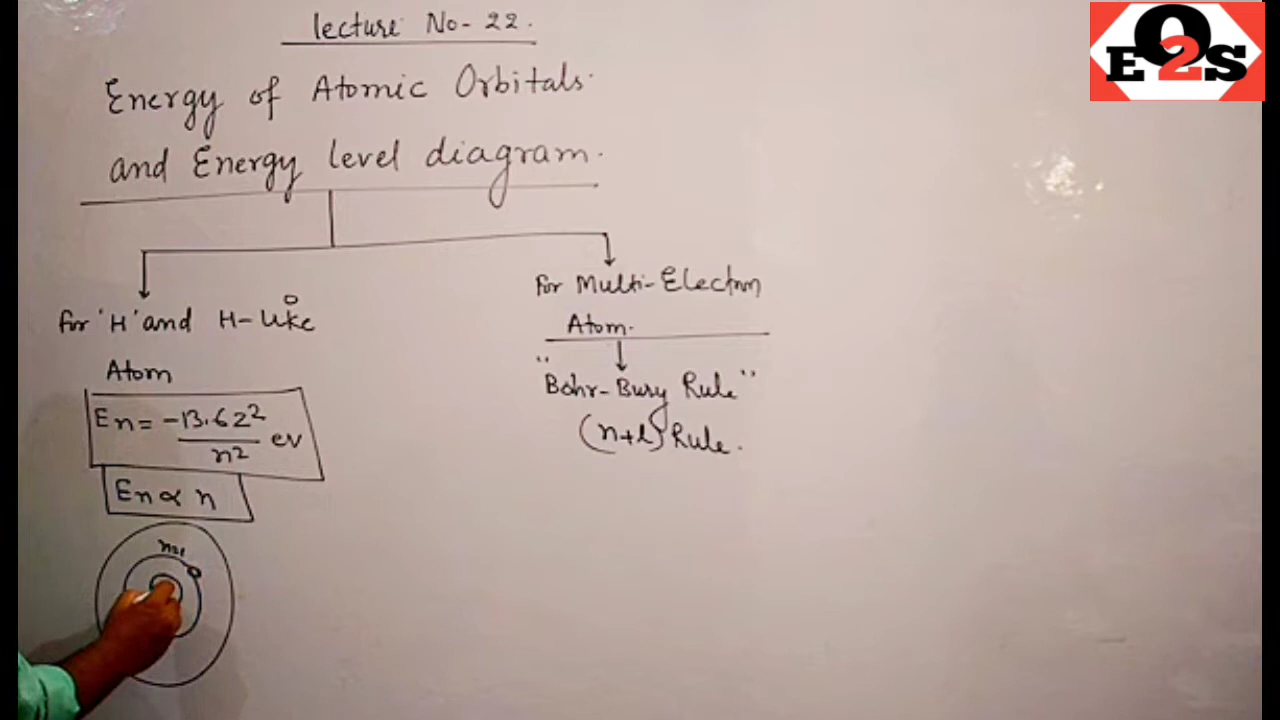 lecture No-22.
Energy of Atomic Orbitals
and Energy level diagram.
for 'H' and H-like
Atom
En = -13.6Z²/n² ev
En ∝ n
n=1
for Multi-Electron
Atom.
"Bohr-Bury Rule"
(n+l) Rule.
EO2S